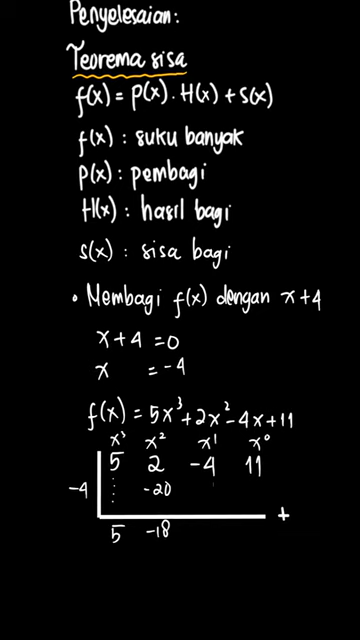 Penyelesaian:
Teorema sisa
f(x) = P(x) . H(x) + S(x)
f(x) : suku banyak
P(x) : pembagi
H(x) : hasil bagi
S(x) : sisa bagi
• Membagi f(x) dengan x+4
x+4 = 0
x = -4
f(x) = 5x³+2x²-4x+11
x³ x² x¹ x⁰
5 2 -4 11
-4 -20
+
5 -18